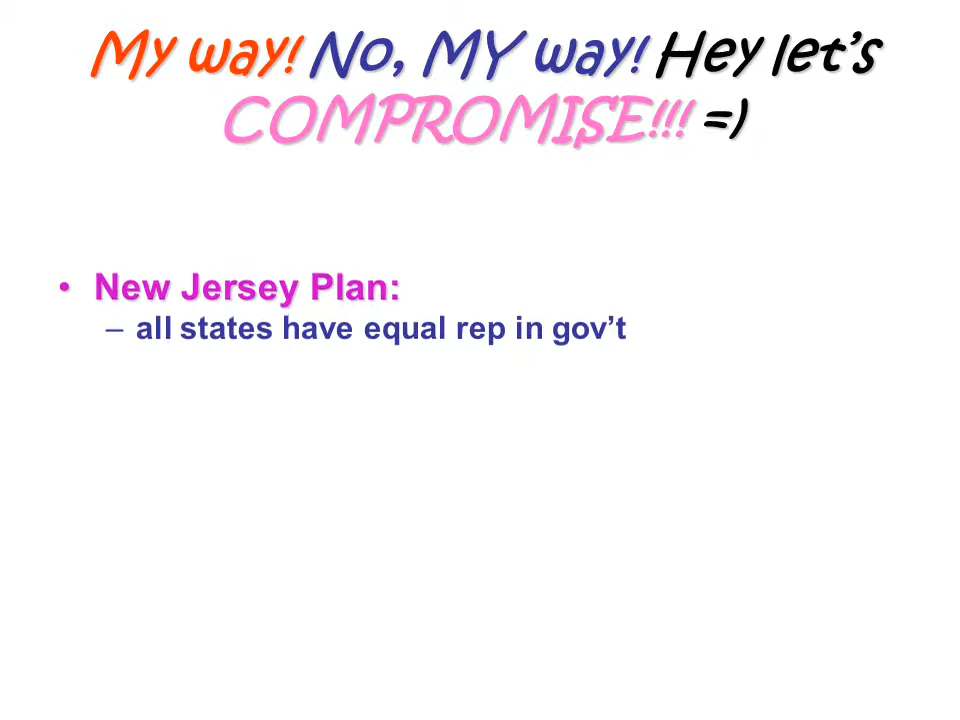 My way! No, MY way! Hey let’s
COMPROMISE!!! =)
• New Jersey Plan:
– all states have equal rep in gov’t